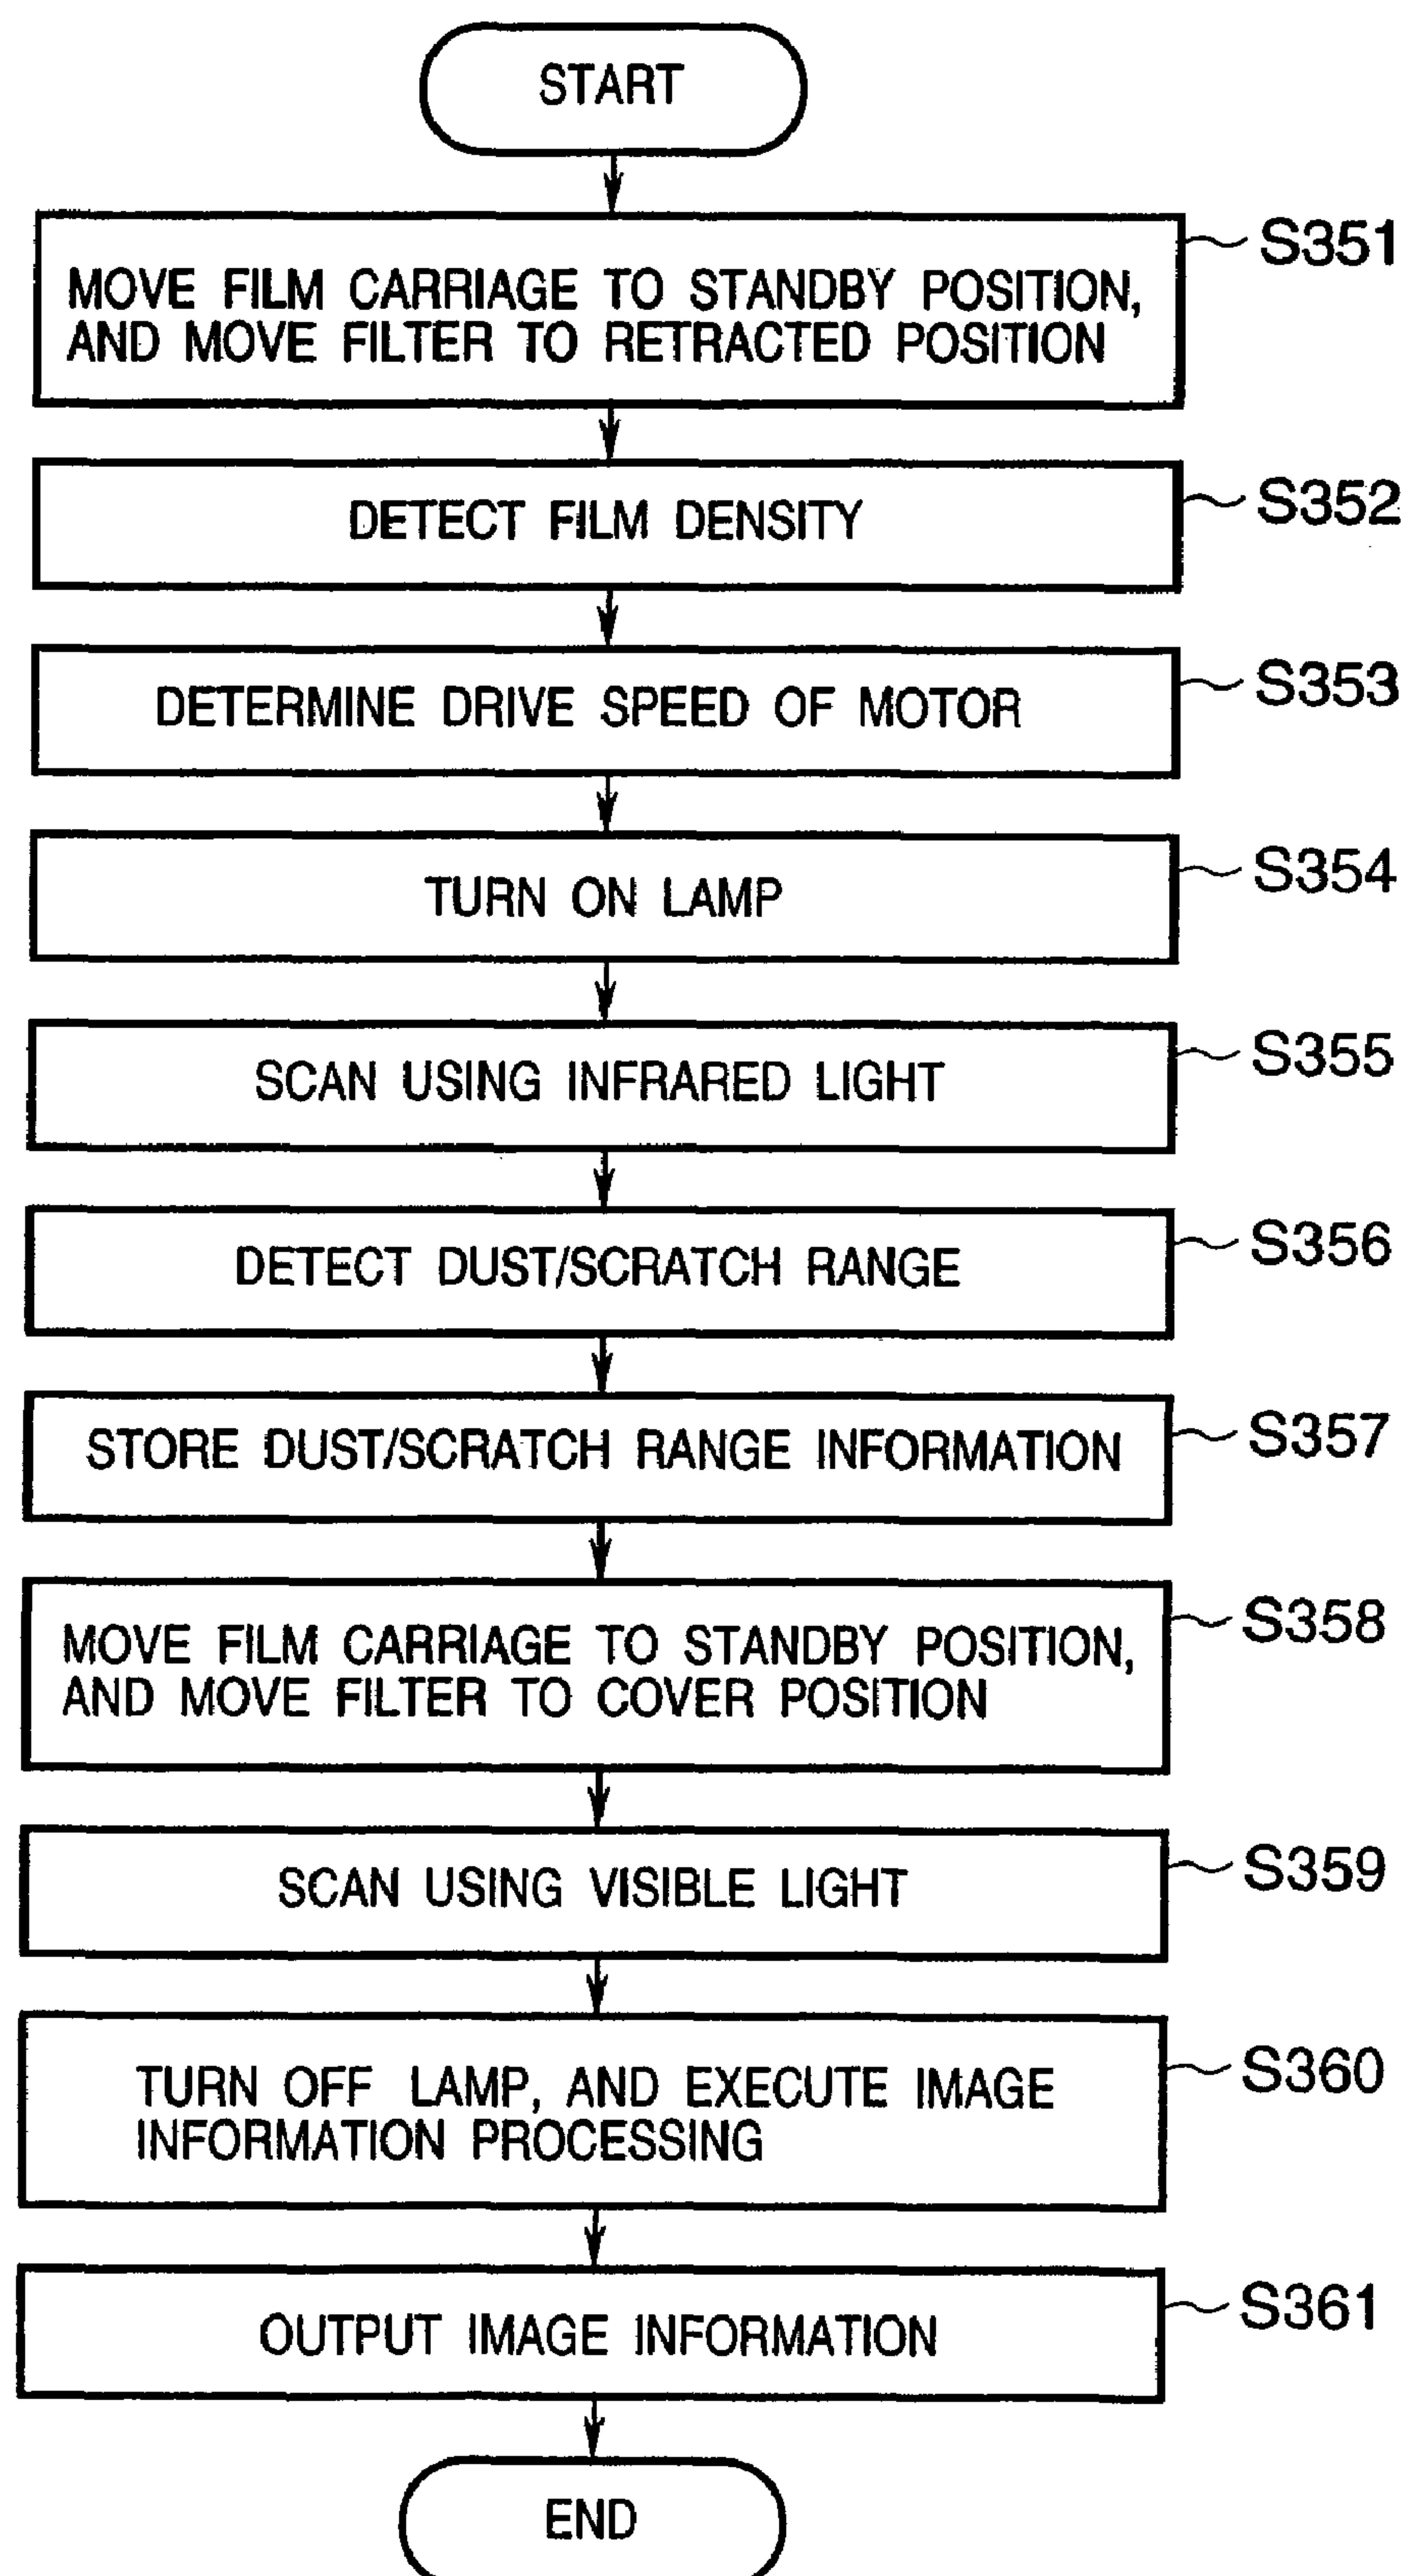 START
MOVE FILM CARRIAGE TO STANDBY POSITION,
AND MOVE FILTER TO RETRACTED POSITION
S351
DETECT FILM DENSITY
S352
DETERMINE DRIVE SPEED OF MOTOR
S353
TURN ON LAMP
S354
SCAN USING INFRARED LIGHT
S355
DETECT DUST/SCRATCH RANGE
S356
STORE DUST/SCRATCH RANGE INFORMATION
S357
MOVE FILM CARRIAGE TO STANDBY POSITION,
AND MOVE FILTER TO COVER POSITION
S358
SCAN USING VISIBLE LIGHT
S359
TURN OFF LAMP, AND EXECUTE IMAGE
INFORMATION PROCESSING
S360
OUTPUT IMAGE INFORMATION
S361
END